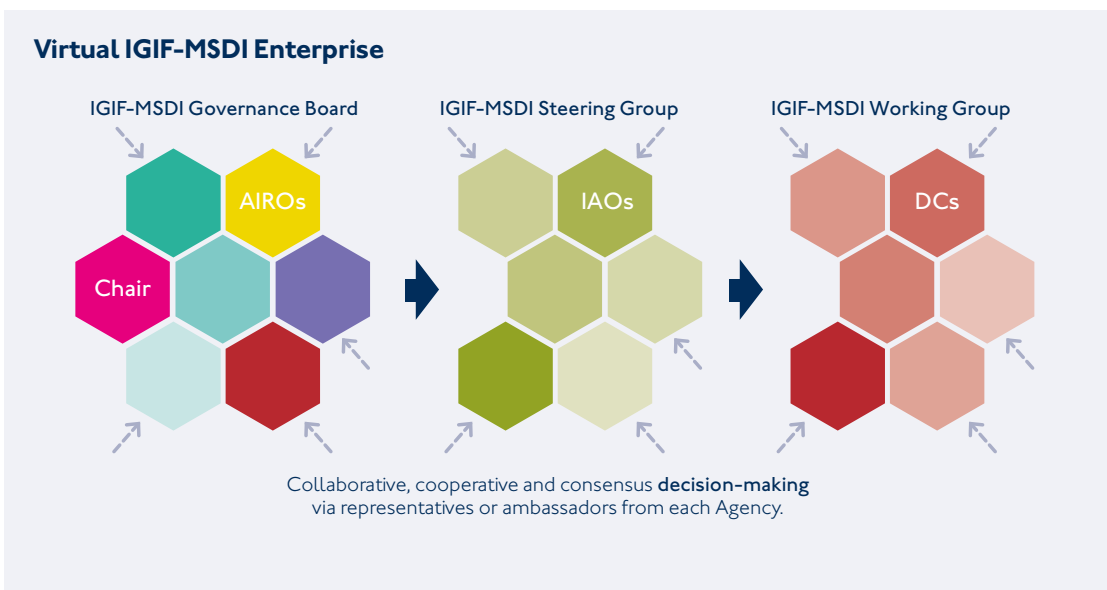 Virtual IGIF-MSDI Enterprise
IGIF-MSDI Governance Board
IGIF-MSDI Steering Group
IGIF-MSDI Working Group
AIROs
IAOs
DCs
Chair
Collaborative, cooperative and consensus decision-making
via representatives or ambassadors from each Agency.